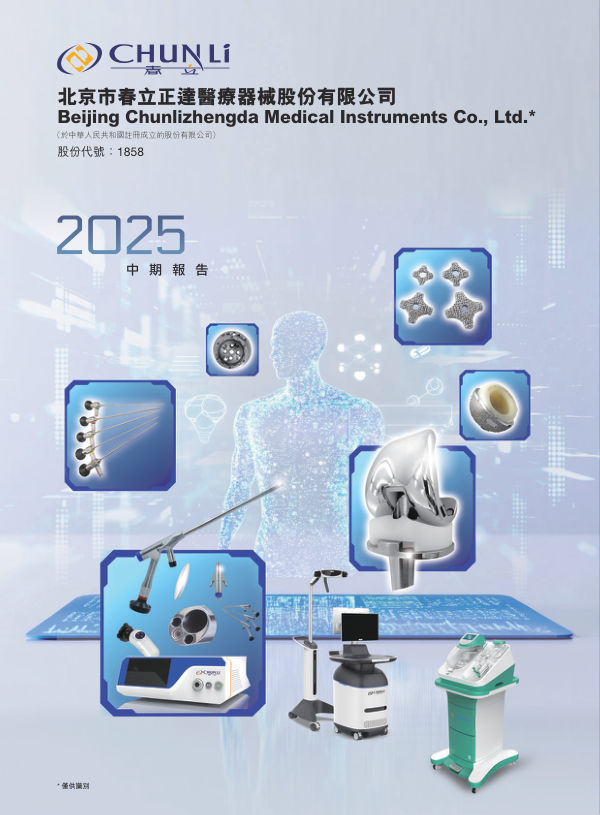 CHUNLi
春立
北京市春立正達醫療器械股份有限公司
Beijing Chunlizhengda Medical Instruments Co., Ltd.*
（於中華人民共和國註冊成立的股份有限公司）
股份代號：1858
2025
中期報告
CHUNLI
* 僅供識別